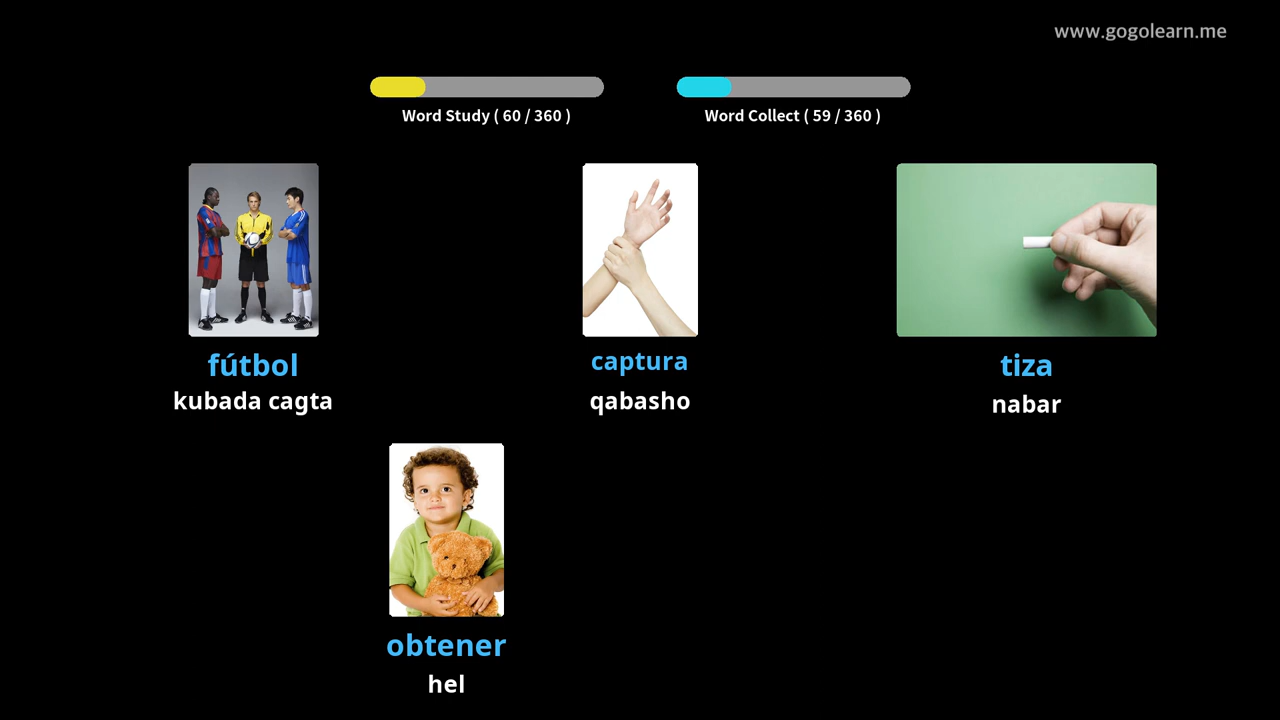 www.gogolearn.me
Word Study ( 60 / 360 )
Word Collect ( 59 / 360 )
fútbol
captura
tiza
kubada cagta
qabasho
nabar
obtener
hel